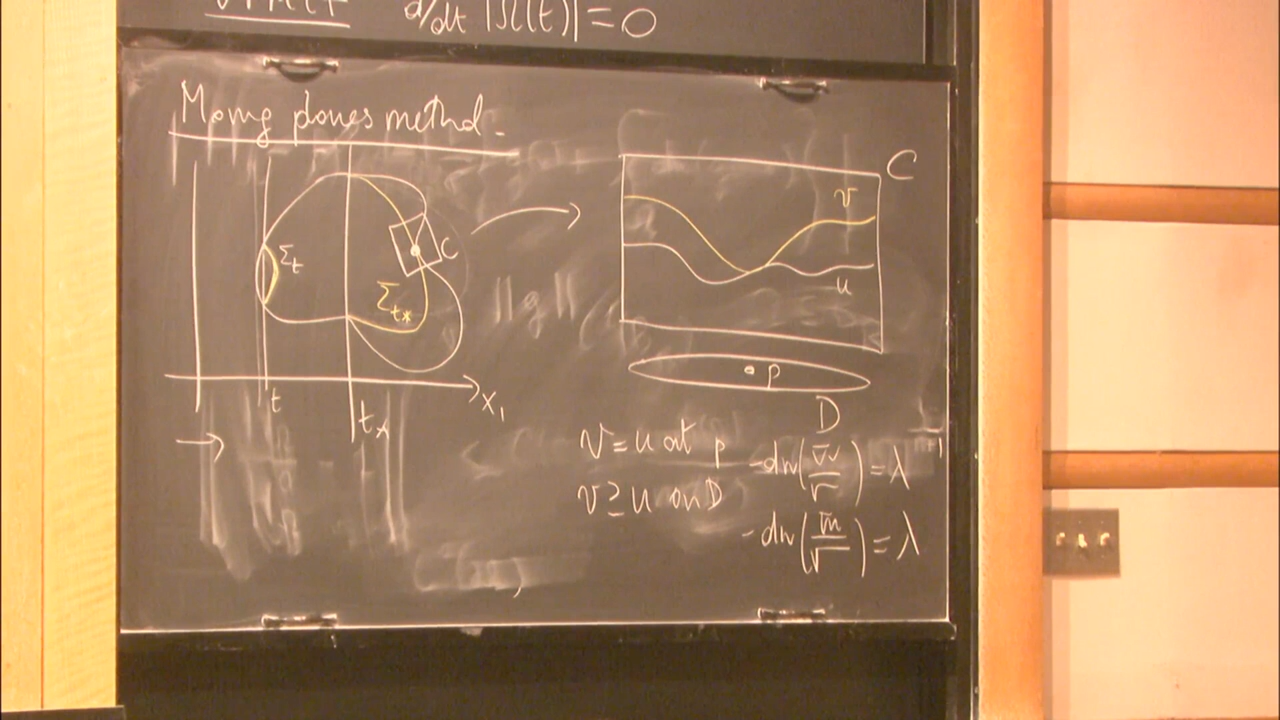 d/dt |Ω(t)| = 0
Moving planes method.
C
v
Σt
C
Σt*
u
p
t
x₁
t*
D
v = u at p
-div(∇v/√) = λ
v ≥ u on D
-div(∇u/√) = λ